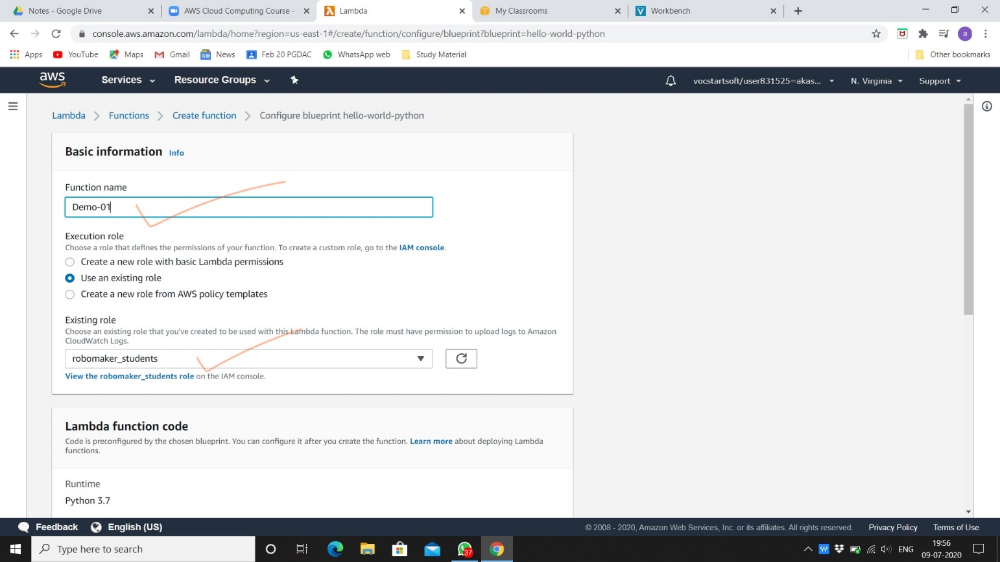 Notes - Google Drive
AWS Cloud Computing Course -
Lambda
My Classrooms
Workbench
console.aws.amazon.com/lambda/home?region=us-east-1#/create/function/configure/blueprint?blueprint=hello-world-python
a
Apps
YouTube
Maps
Gmail
News
Feb 20 PGDAC
WhatsApp web
Study Material
Other bookmarks
aws
Services
Resource Groups
vocstartsoft/user831525=akas...
N. Virginia
Support
Lambda
Functions
Create function
Configure blueprint hello-world-python
Basic information Info
Function name
Demo-01
Execution role
Choose a role that defines the permissions of your function. To create a custom role, go to the IAM console.
Create a new role with basic Lambda permissions
Use an existing role
Create a new role from AWS policy templates
Existing role
Choose an existing role that you've created to be used with this Lambda function. The role must have permission to upload logs to Amazon
CloudWatch Logs.
robomaker_students
View the robomaker_students role on the IAM console.
Lambda function code
Code is preconfigured by the chosen blueprint. You can configure it after you create the function. Learn more about deploying Lambda
functions.
Runtime
Python 3.7
Feedback
English (US)
© 2008 - 2020, Amazon Web Services, Inc. or its affiliates. All rights reserved.
Privacy Policy
Terms of Use
Type here to search
37
ENG
19:56
09-07-2020